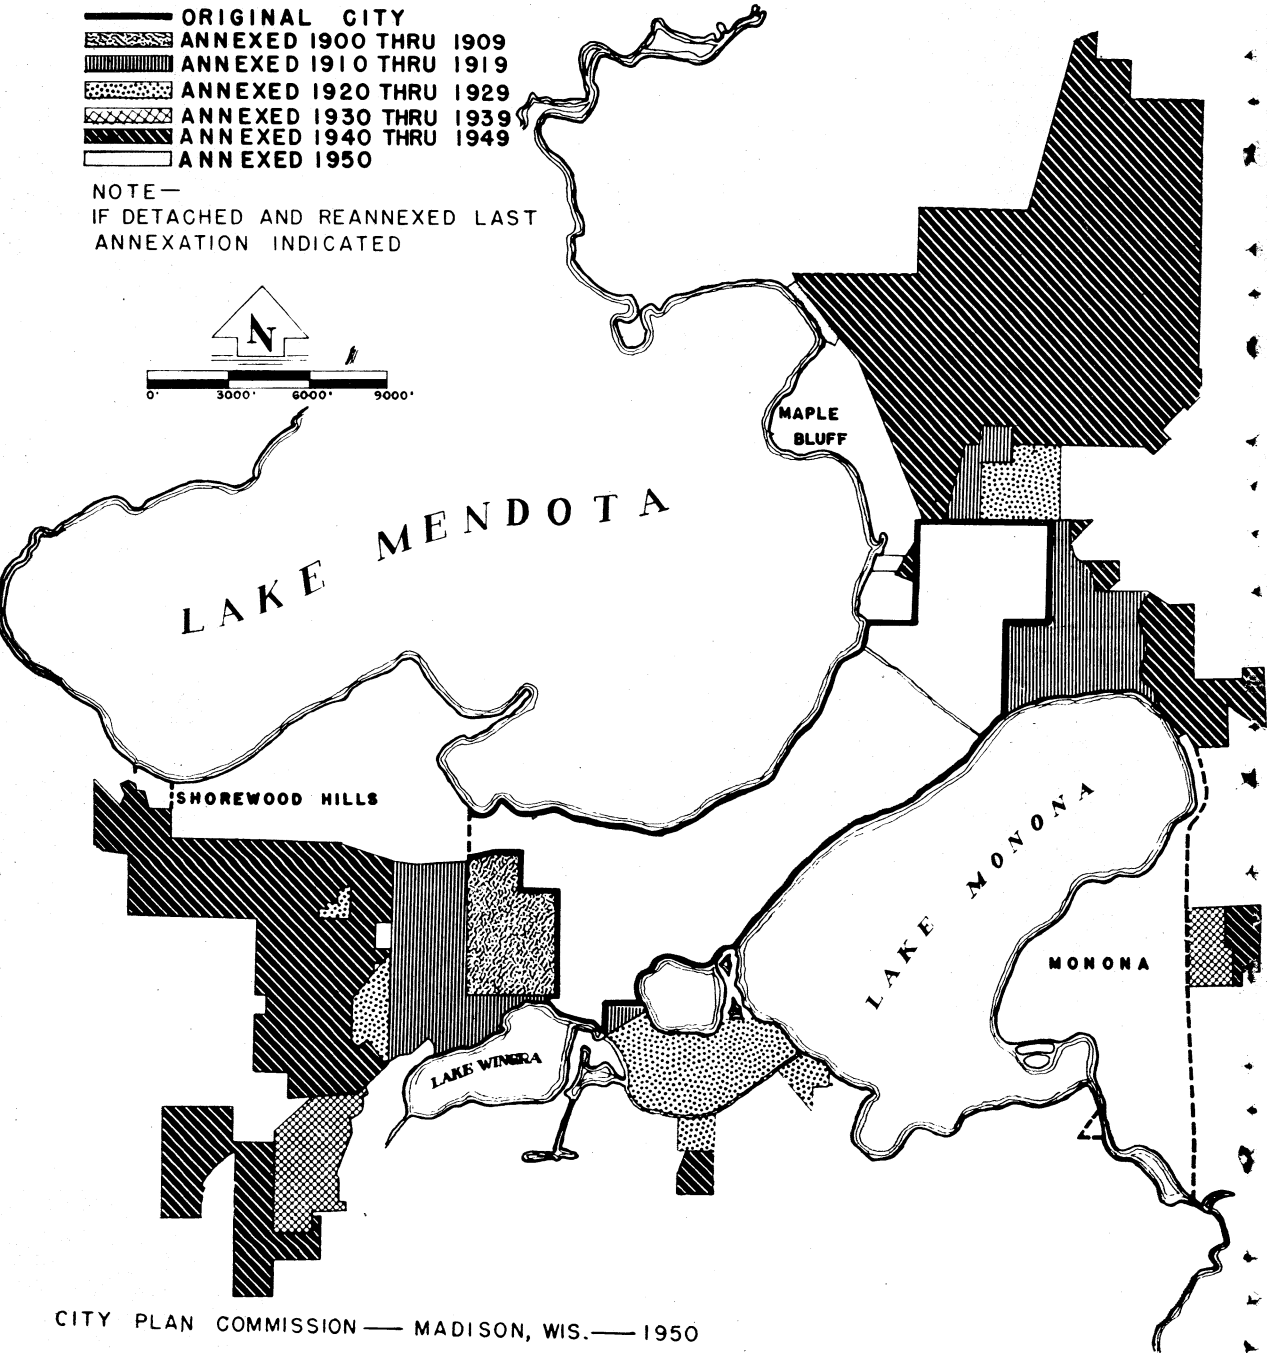 ORIGINAL CITY
ANNEXED 1900 THRU 1909
ANNEXED 1910 THRU 1919
ANNEXED 1920 THRU 1929
ANNEXED 1930 THRU 1939
ANNEXED 1940 THRU 1949
ANNEXED 1950
NOTE—
IF DETACHED AND REANNEXED LAST
ANNEXATION INDICATED
N
0' 3000' 6000' 9000'
MAPLE
BLUFF
LAKE MENDOTA
SHOREWOOD HILLS
LAKE MONONA
MONONA
LAKE WINGRA
CITY PLAN COMMISSION — MADISON, WIS. — 1950